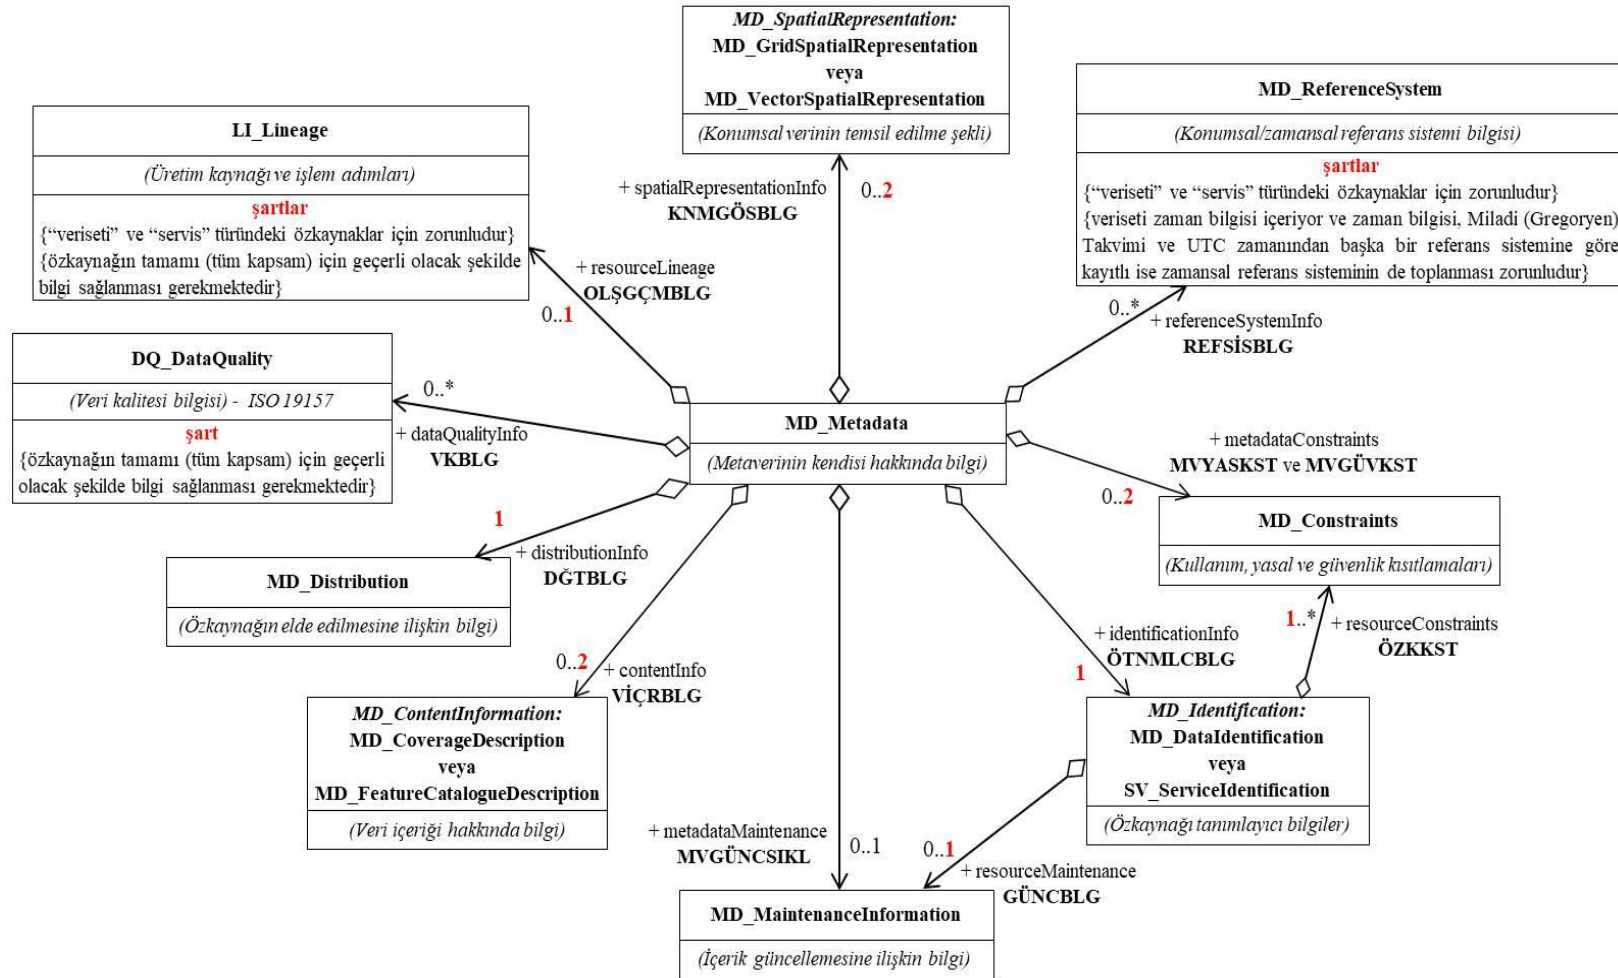 MD_SpatialRepresentation:
MD_GridSpatialRepresentation
veya
MD_VectorSpatialRepresentation
(Konumsal verinin temsil edilme şekli)
MD_ReferenceSystem
(Konumsal/zamansal referans sistemi bilgisi)
şartlar
{“veriseti” ve “servis” türündeki özkaynaklar için zorunludur}
{veriseti zaman bilgisi içeriyor ve zaman bilgisi, Miladi (Gregoryen)
Takvimi ve UTC zamanından başka bir referans sistemine göre
kayıtlı ise zamansal referans sisteminin de toplanması zorunludur}
LI_Lineage
(Üretim kaynağı ve işlem adımları)
şartlar
{“veriseti” ve “servis” türündeki özkaynaklar için zorunludur}
{özkaynağın tamamı (tüm kapsam) için geçerli olacak şekilde
bilgi sağlanması gerekmektedir}
+ spatialRepresentationInfo
KNMGÖSBLG
0..2
+ resourceLineage
OLŞGÇMBLG
0..1
0..*
+ referenceSystemInfo
REFSİSBLG
DQ_DataQuality
(Veri kalitesi bilgisi) - ISO 19157
şart
{özkaynağın tamamı (tüm kapsam) için geçerli
olacak şekilde bilgi sağlanması gerekmektedir}
0..*
+ dataQualityInfo
VKBLG
MD_Metadata
(Metaverinin kendisi hakkında bilgi)
+ metadataConstraints
MVYASKST ve MVGÜVKST
0..2
MD_Constraints
(Kullanım, yasal ve güvenlik kısıtlamaları)
1
+ distributionInfo
DĞTBLG
MD_Distribution
(Özkaynağın elde edilmesine ilişkin bilgi)
1..*
+ resourceConstraints
ÖZKKST
+ identificationInfo
ÖTNMLCBLG
1
0..2
+ contentInfo
VİÇRBLG
MD_ContentInformation:
MD_CoverageDescription
veya
MD_FeatureCatalogueDescription
(Veri içeriği hakkında bilgi)
MD_Identification:
MD_DataIdentification
veya
SV_ServiceIdentification
(Özkaynağı tanımlayıcı bilgiler)
+ metadataMaintenance
MVGÜNCSIKL
0..1
0..1
+ resourceMaintenance
GÜNCBLG
MD_MaintenanceInformation
(İçerik güncellemesine ilişkin bilgi)